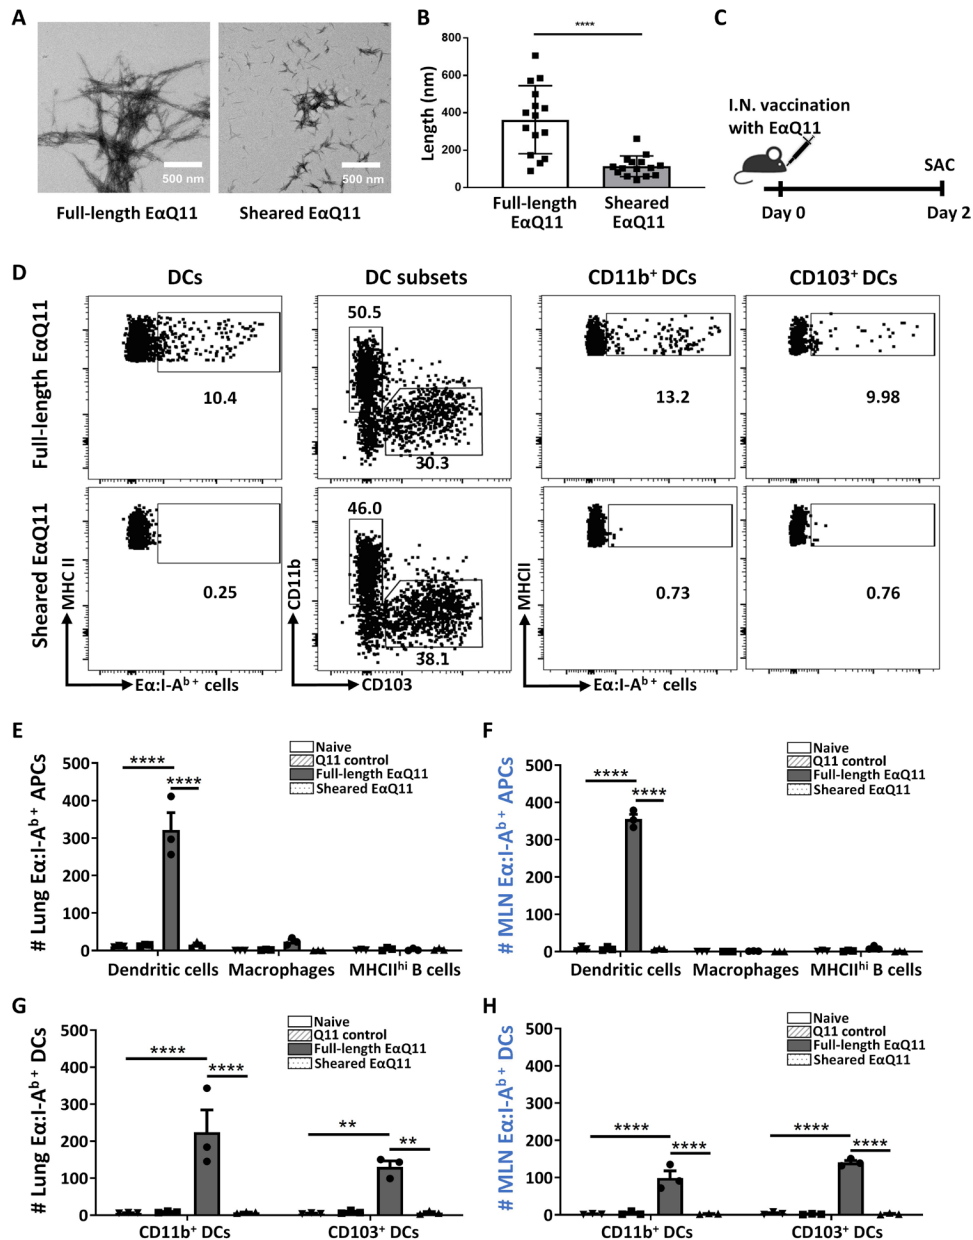 A
500 nm
500 nm
Full-length EαQ11
Sheared EαQ11
B
****
Length (nm)
800
600
400
200
0
Full-length
EαQ11
Sheared
EαQ11
C
I.N. vaccination
with EαQ11
SAC
Day 0
Day 2
D
DCs
DC subsets
CD11b+ DCs
CD103+ DCs
Full-length EαQ11
10.4
50.5
30.3
13.2
9.98
Sheared EαQ11
0.25
46.0
38.1
0.73
0.76
MHC II
CD11b
MHCII
Eα:I-Ab + cells
CD103
Eα:I-Ab + cells
E
# Lung Eα:I-Ab + APCs
500
400
300
200
100
0
****
****
Naive
Q11 control
Full-length EαQ11
Sheared EαQ11
Dendritic cells
Macrophages
MHCIIhi B cells
F
# MLN Eα:I-Ab + APCs
500
400
300
200
100
0
****
****
Naive
Q11 control
Full-length EαQ11
Sheared EαQ11
Dendritic cells
Macrophages
MHCIIhi B cells
G
# Lung Eα:I-Ab + DCs
500
400
300
200
100
0
****
****
**
**
Naive
Q11 control
Full-length EαQ11
Sheared EαQ11
CD11b+ DCs
CD103+ DCs
H
# MLN Eα:I-Ab + DCs
500
400
300
200
100
0
****
****
****
****
Naive
Q11 control
Full-length EαQ11
Sheared EαQ11
CD11b+ DCs
CD103+ DCs